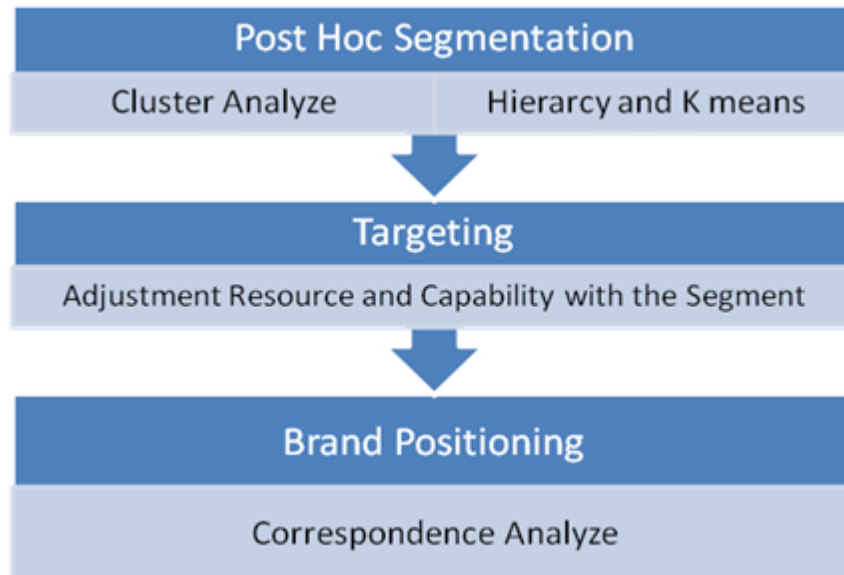 Post Hoc Segmentation
Cluster Analyze
Hierarcy and K means
Targeting
Adjustment Resource and Capability with the Segment
Brand Positioning
Correspondence Analyze